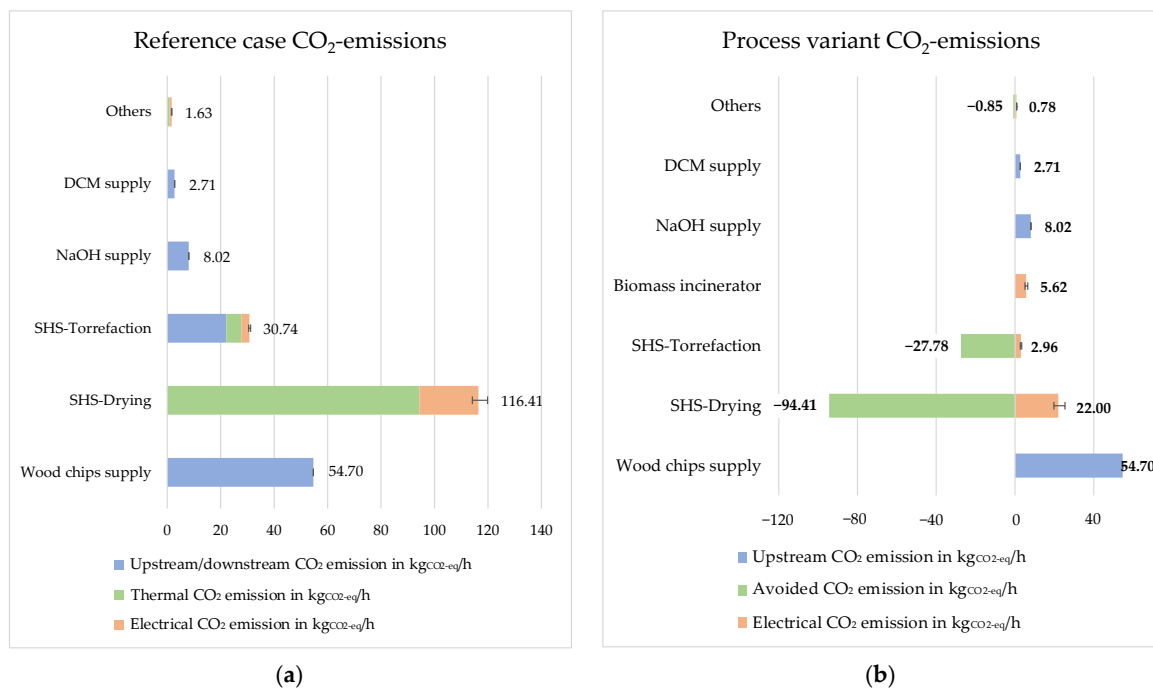 Reference case CO₂-emissions
Others
1.63
DCM supply
2.71
NaOH supply
8.02
SHS-Torrefaction
30.74
SHS-Drying
116.41
Wood chips supply
54.70
0 20 40 60 80 100 120 140
Upstream/downstream CO₂ emission in kgCO2-eq/h
Thermal CO₂ emission in kgCO2-eq/h
Electrical CO₂ emission in kgCO2-eq/h
(a)
Process variant CO₂-emissions
Others
−0.85 0.78
DCM supply
2.71
NaOH supply
8.02
Biomass incinerator
5.62
SHS-Torrefaction
−27.78 2.96
SHS-Drying
−94.41 22.00
Wood chips supply
54.70
−120 −80 −40 0 40
Upstream CO₂ emission in kgCO2-eq/h
Avoided CO₂ emission in kgCO2-eq/h
Electrical CO₂ emission in kgCO2-eq/h
(b)